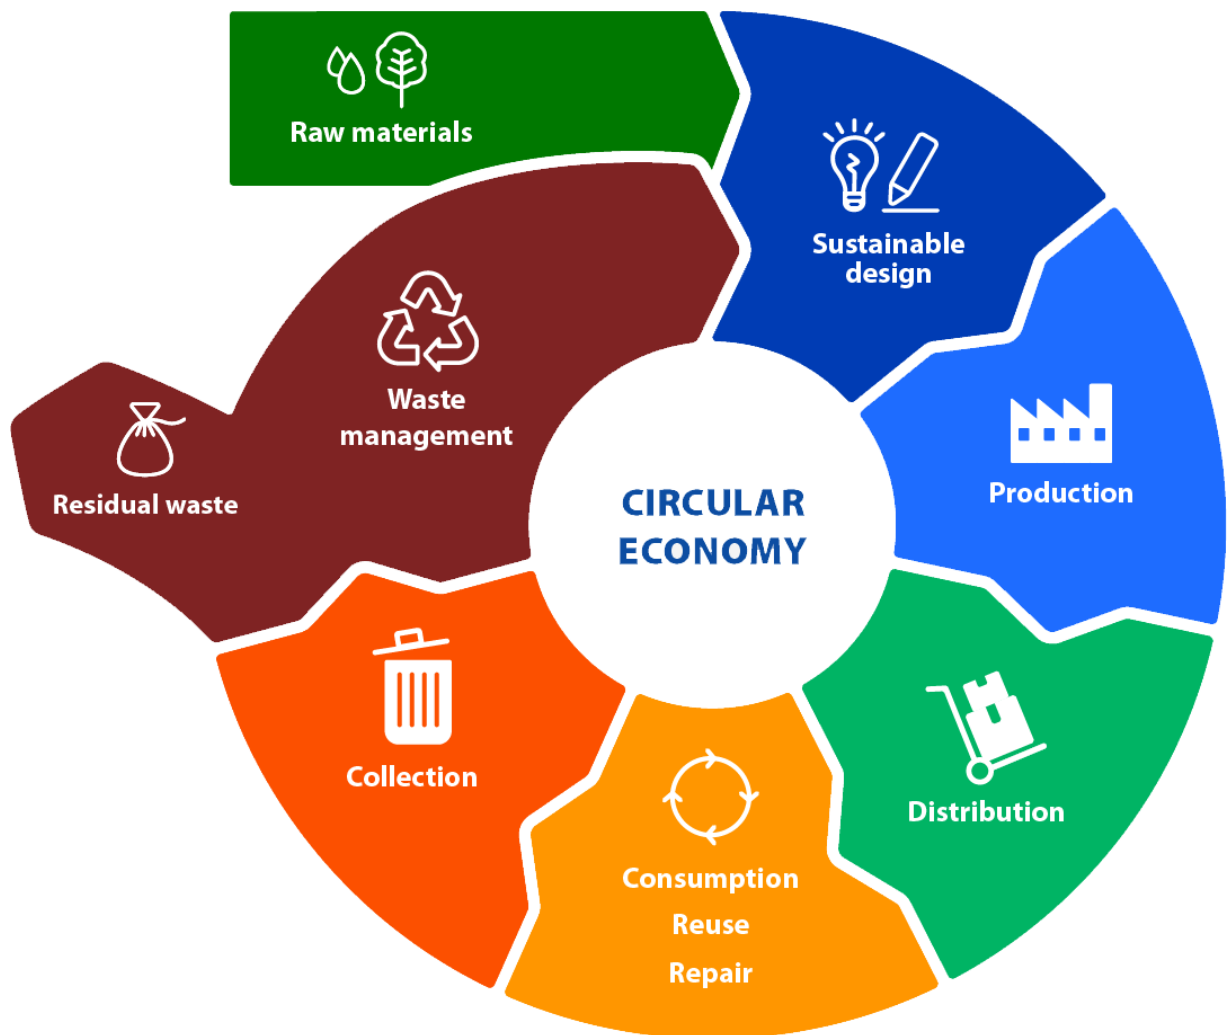 Raw materials
Sustainable
design
Production
Distribution
Consumption
Reuse
Repair
Collection
Waste
management
Residual waste
CIRCULAR
ECONOMY